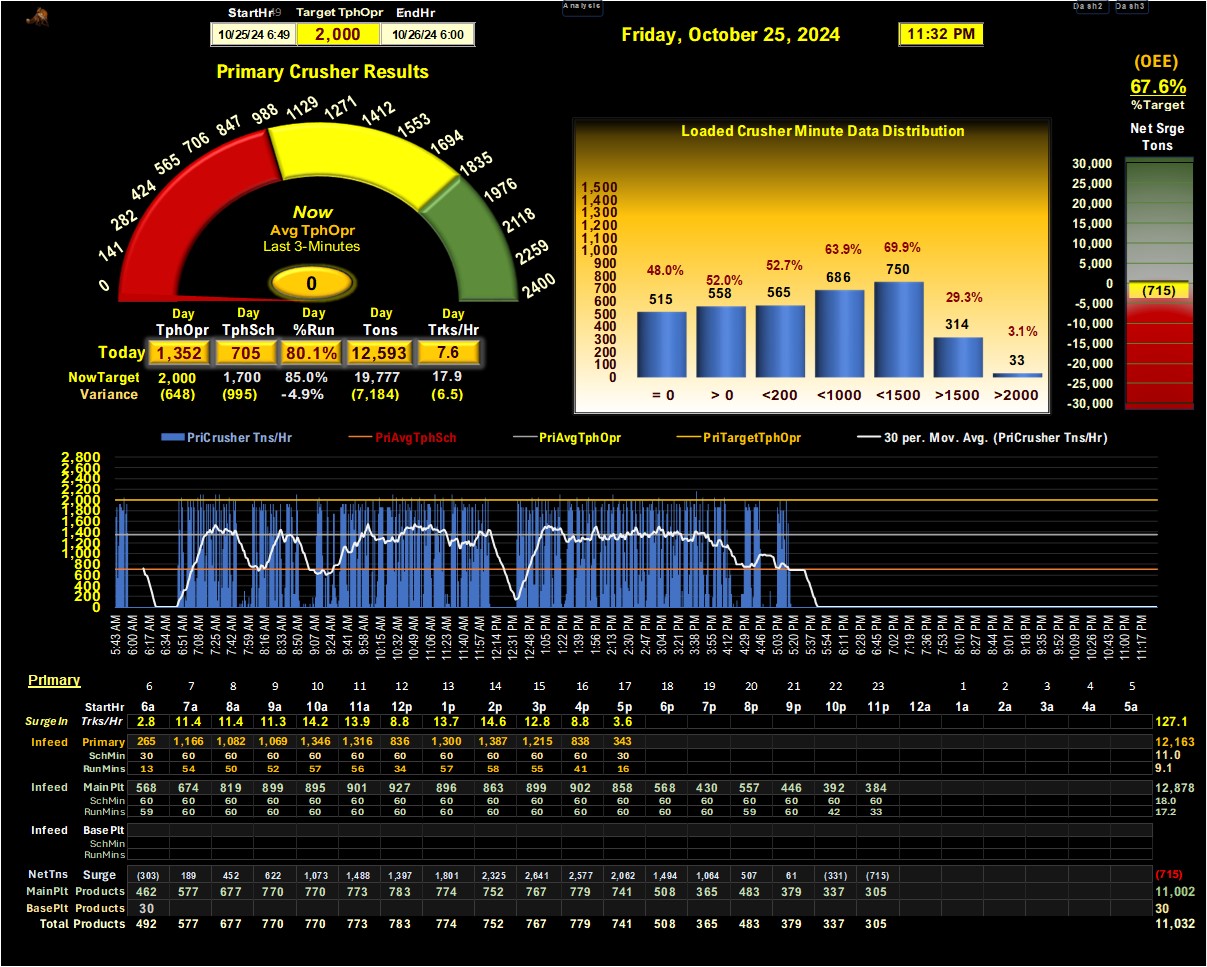 StartHr Target TphOpr EndHr
10/25/24 6:49 2,000 10/26/24 6:00
Analysis
Friday, October 25, 2024
11:32 PM
Dash2 Dash3
Primary Crusher Results
0 141 282 424 565 706 847 988 1129 1271 1412 1553 1694 1835 1976 2118 2259 2400
Now
Avg TphOpr
Last 3-Minutes
0
Day Day Day Day Day
TphOpr TphSch %Run Tons Trks/Hr
Today 1,352 705 80.1% 12,593 7.6
NowTarget 2,000 1,700 85.0% 19,777 17.9
Variance (648) (995) -4.9% (7,184) (6.5)
Loaded Crusher Minute Data Distribution
1,500
1,400
1,300
1,200
1,100
1,000
900
800
700
600
500
400
300
200
100
0
48.0% 52.0% 52.7% 63.9% 69.9% 29.3% 3.1%
515 558 565 686 750 314 33
= 0 > 0 <200 <1000 <1500 >1500 >2000
(OEE)
67.6%
%Target
Net Srge
Tons
30,000
25,000
20,000
15,000
10,000
5,000
0
(715)
-5,000
-10,000
-15,000
-20,000
-25,000
-30,000
PriCrusher Tns/Hr PriAvgTphSch PriAvgTphOpr PriTargetTphOpr 30 per. Mov. Avg. (PriCrusher Tns/Hr)
2,800
2,600
2,400
2,200
2,000
1,800
1,600
1,400
1,200
1,000
800
600
400
200
0
5:43 AM 6:00 AM 6:17 AM 6:34 AM 6:51 AM 7:08 AM 7:25 AM 7:42 AM 7:59 AM 8:16 AM 8:33 AM 8:50 AM 9:07 AM 9:24 AM 9:41 AM 9:58 AM 10:15 AM 10:32 AM 10:49 AM 11:06 AM 11:23 AM 11:40 AM 11:57 AM 12:14 PM 12:31 PM 12:48 PM 1:05 PM 1:22 PM 1:39 PM 1:56 PM 2:13 PM 2:30 PM 2:47 PM 3:04 PM 3:21 PM 3:38 PM 3:55 PM 4:12 PM 4:29 PM 4:46 PM 5:03 PM 5:20 PM 5:37 PM 5:54 PM 6:11 PM 6:28 PM 6:45 PM 7:02 PM 7:19 PM 7:36 PM 7:53 PM 8:10 PM 8:27 PM 8:44 PM 9:01 PM 9:18 PM 9:35 PM 9:52 PM 10:09 PM 10:26 PM 10:43 PM 11:00 PM 11:17 PM
Primary
6 7 8 9 10 11 12 13 14 15 16 17 18 19 20 21 22 23 1 2 3 4 5
StartHr 6a 7a 8a 9a 10a 11a 12p 1p 2p 3p 4p 5p 6p 7p 8p 9p 10p 11p 12a 1a 2a 3a 4a 5a
SurgeIn Trks/Hr 2.8 11.4 11.4 11.3 14.2 13.9 8.8 13.7 14.6 12.8 8.8 3.6 127.1
Infeed Primary 265 1,166 1,082 1,069 1,346 1,316 836 1,300 1,387 1,215 838 343 12,163
SchMin 30 60 60 60 60 60 60 60 60 60 60 30 11.0
RunMins 13 54 50 52 57 56 34 57 58 55 41 16 9.1
Infeed MainPlt 568 674 819 899 895 901 927 896 863 899 902 858 568 430 557 446 392 384 12,878
SchMin 60 60 60 60 60 60 60 60 60 60 60 60 60 60 60 60 60 60 18.0
RunMins 59 60 60 60 60 60 60 60 60 60 60 60 60 60 59 60 42 33 17.2
Infeed BasePlt
SchMin
RunMins
NetTns Surge (303) 189 452 622 1,073 1,488 1,397 1,801 2,325 2,641 2,577 2,062 1,494 1,064 507 61 (331) (715) (715)
MainPlt Products 462 577 677 770 770 773 783 774 752 767 779 741 508 365 483 379 337 305 11,002
BasePlt Products 30 30
Total Products 492 577 677 770 770 773 783 774 752 767 779 741 508 365 483 379 337 305 11,032